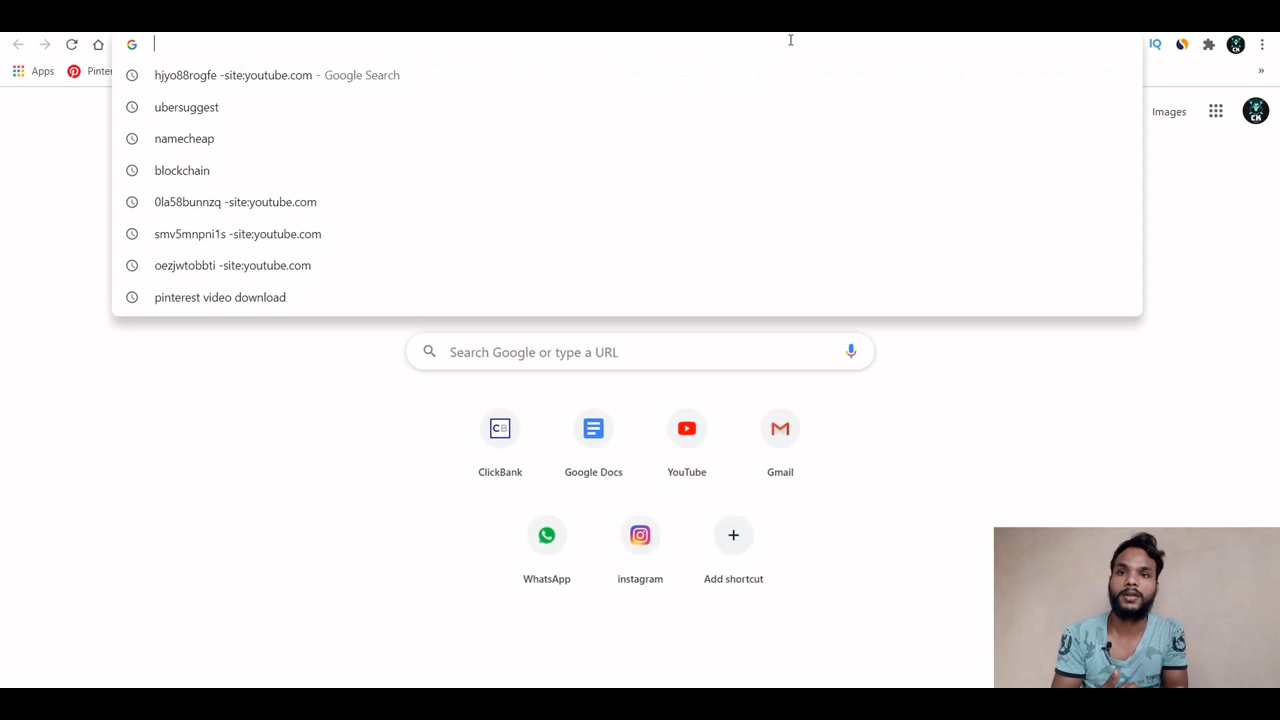 hjyo88rogfe -site:youtube.com - Google Search
IQ
Apps
Pinter
»
ubersuggest
Images
namecheap
blockchain
0la58bunnzq -site:youtube.com
smv5mnpni1s -site:youtube.com
oezjwtobbti -site:youtube.com
pinterest video download
Search Google or type a URL
CB
ClickBank
Google Docs
YouTube
Gmail
WhatsApp
instagram
Add shortcut